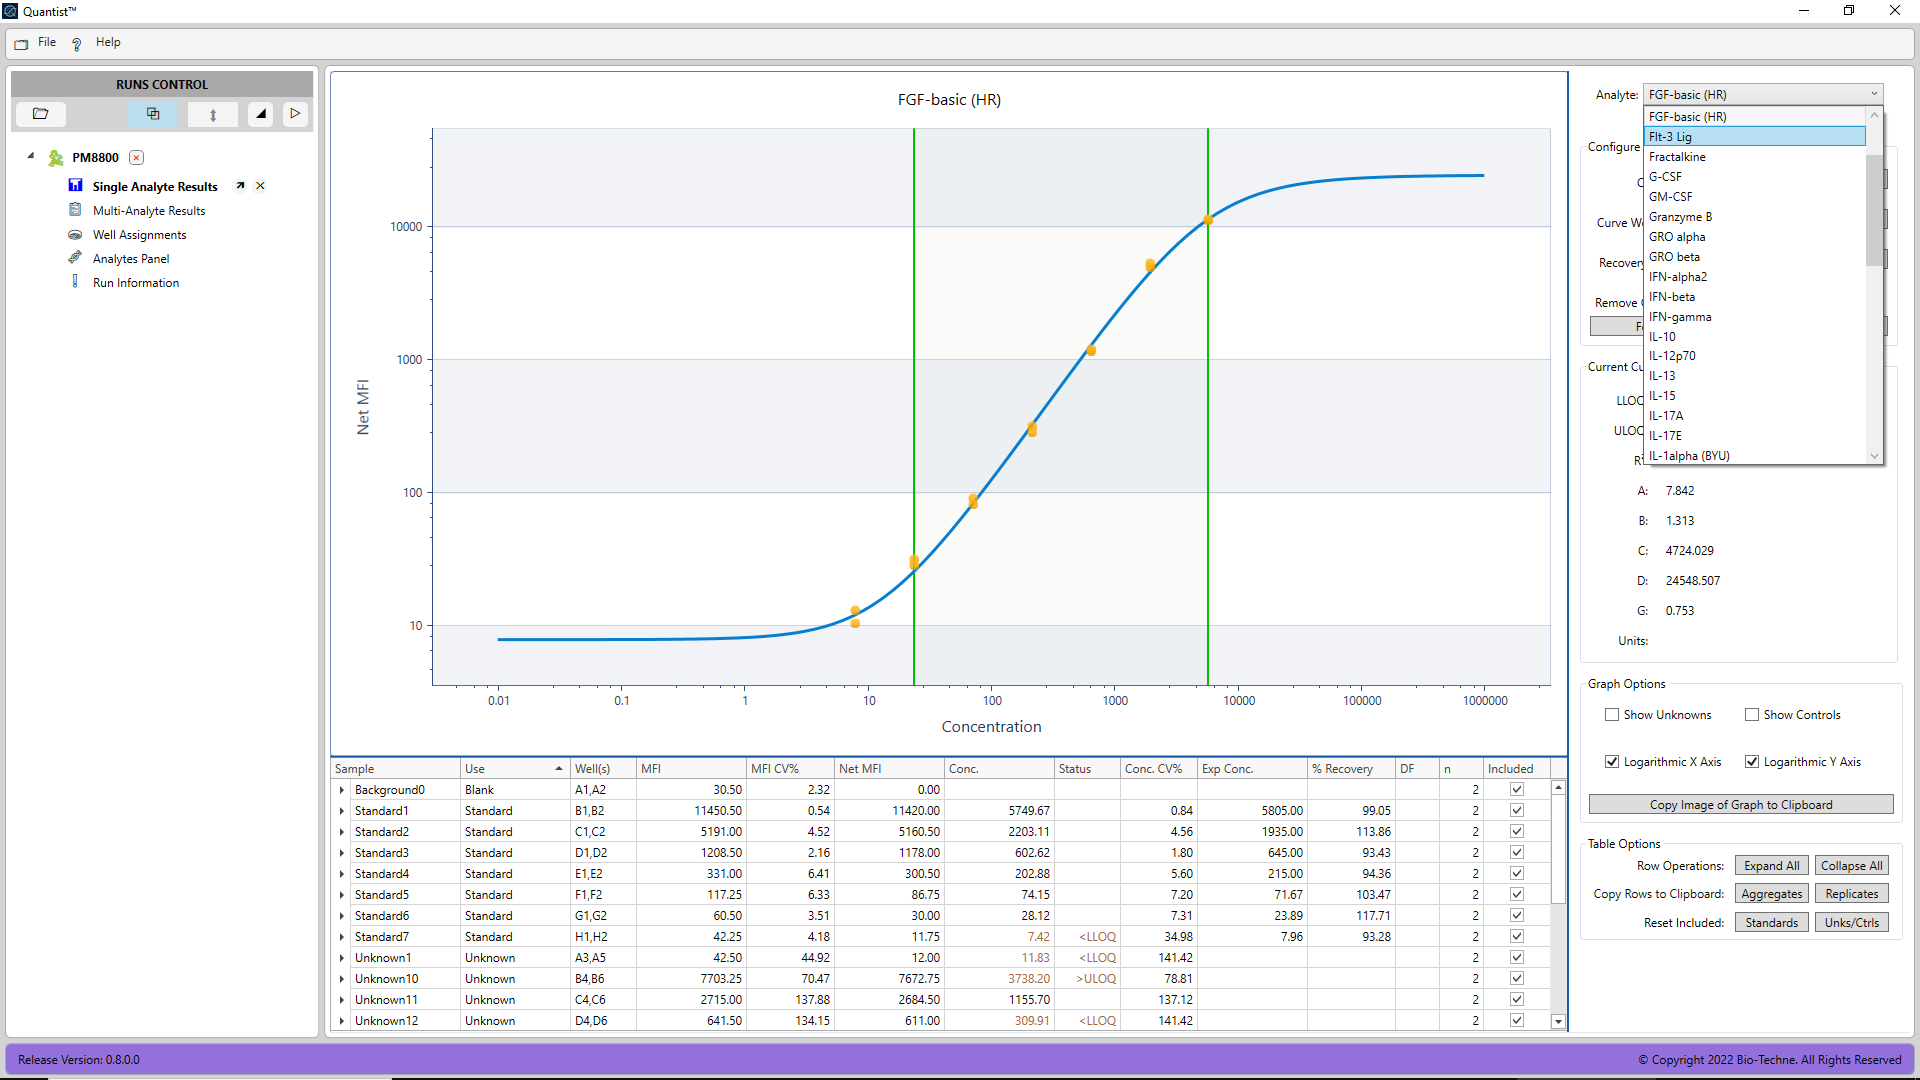 Quantist™
File
Help
RUNS CONTROL
PM8800
Single Analyte Results
Multi-Analyte Results
Well Assignments
Analytes Panel
Run Information
FGF-basic (HR)
10000
1000
100
10
Net MFI
0.01 0.1 1 10 100 1000 10000 100000 1000000
Concentration
Sample Use Well(s) MFI MFI CV% Net MFI Conc. Status Conc. CV% Exp Conc. % Recovery DF n Included
Background0 Blank A1,A2 30.50 2.32 0.00 2
Standard1 Standard B1,B2 11450.50 0.54 11420.00 5749.67 0.84 5805.00 99.05 2
Standard2 Standard C1,C2 5191.00 4.52 5160.50 2203.11 4.56 1935.00 113.86 2
Standard3 Standard D1,D2 1208.50 2.16 1178.00 602.62 1.80 645.00 93.43 2
Standard4 Standard E1,E2 331.00 6.41 300.50 202.88 5.60 215.00 94.36 2
Standard5 Standard F1,F2 117.25 6.33 86.75 74.15 7.20 71.67 103.47 2
Standard6 Standard G1,G2 60.50 3.51 30.00 28.12 7.31 23.89 117.71 2
Standard7 Standard H1,H2 42.25 4.18 11.75 7.42 <LLOQ 34.98 7.96 93.28 2
Unknown1 Unknown A3,A5 42.50 44.92 12.00 11.83 <LLOQ 141.42 2
Unknown10 Unknown B4,B6 7703.25 70.47 7672.75 3738.20 >ULOQ 78.81 2
Unknown11 Unknown C4,C6 2715.00 137.88 2684.50 1155.70 137.12 2
Unknown12 Unknown D4,D6 641.50 134.15 611.00 309.91 <LLOQ 141.42 2
Analyte: FGF-basic (HR)
FGF-basic (HR)
Flt-3 Lig
Fractalkine
G-CSF
GM-CSF
Granzyme B
GRO alpha
GRO beta
IFN-alpha2
IFN-beta
IFN-gamma
IL-10
IL-12p70
IL-13
IL-15
IL-17A
IL-17E
IL-1alpha (BYU)
Configure
Curve
Recovery
Remove
Current
LLOQ
ULOQ
A: 7.842
B: 1.313
C: 4724.029
D: 24548.507
G: 0.753
Units:
Graph Options
Show Unknowns Show Controls
Logarithmic X Axis Logarithmic Y Axis
Copy Image of Graph to Clipboard
Table Options
Row Operations: Expand All Collapse All
Copy Rows to Clipboard: Aggregates Replicates
Reset Included: Standards Unks/Ctrls
Release Version: 0.8.0.0
© Copyright 2022 Bio-Techne. All Rights Reserved